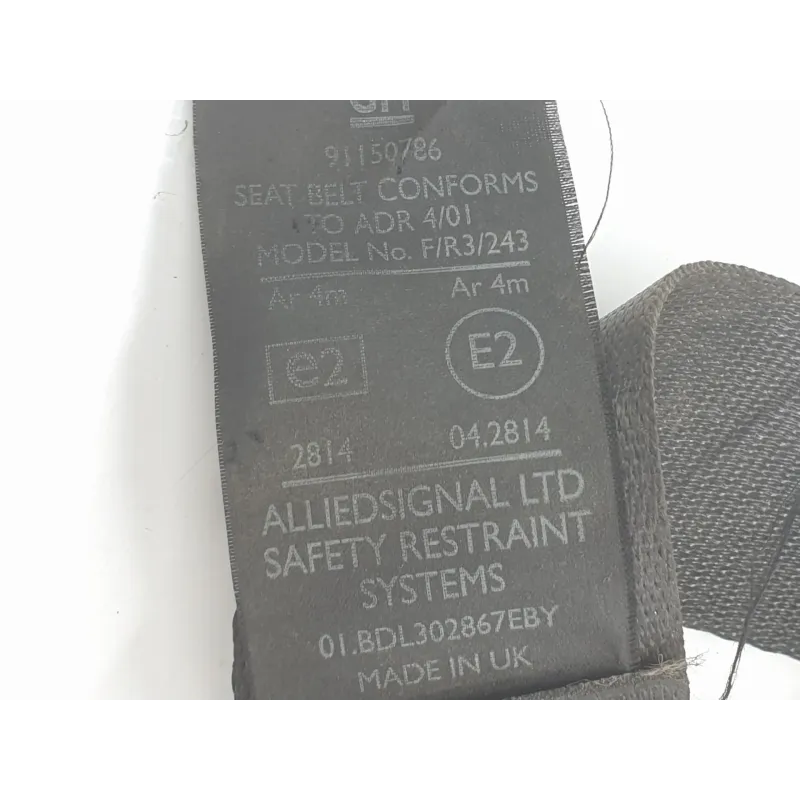 91150786
SEAT BELT CONFORMS
TO ADR 4/01
MODEL No. F/R3/243
Ar 4m Ar 4m
e2 E2
2814 04.2814
ALLIEDSIGNAL LTD
SAFETY RESTRAINT
SYSTEMS
01.BDL302867EBY
MADE IN UK